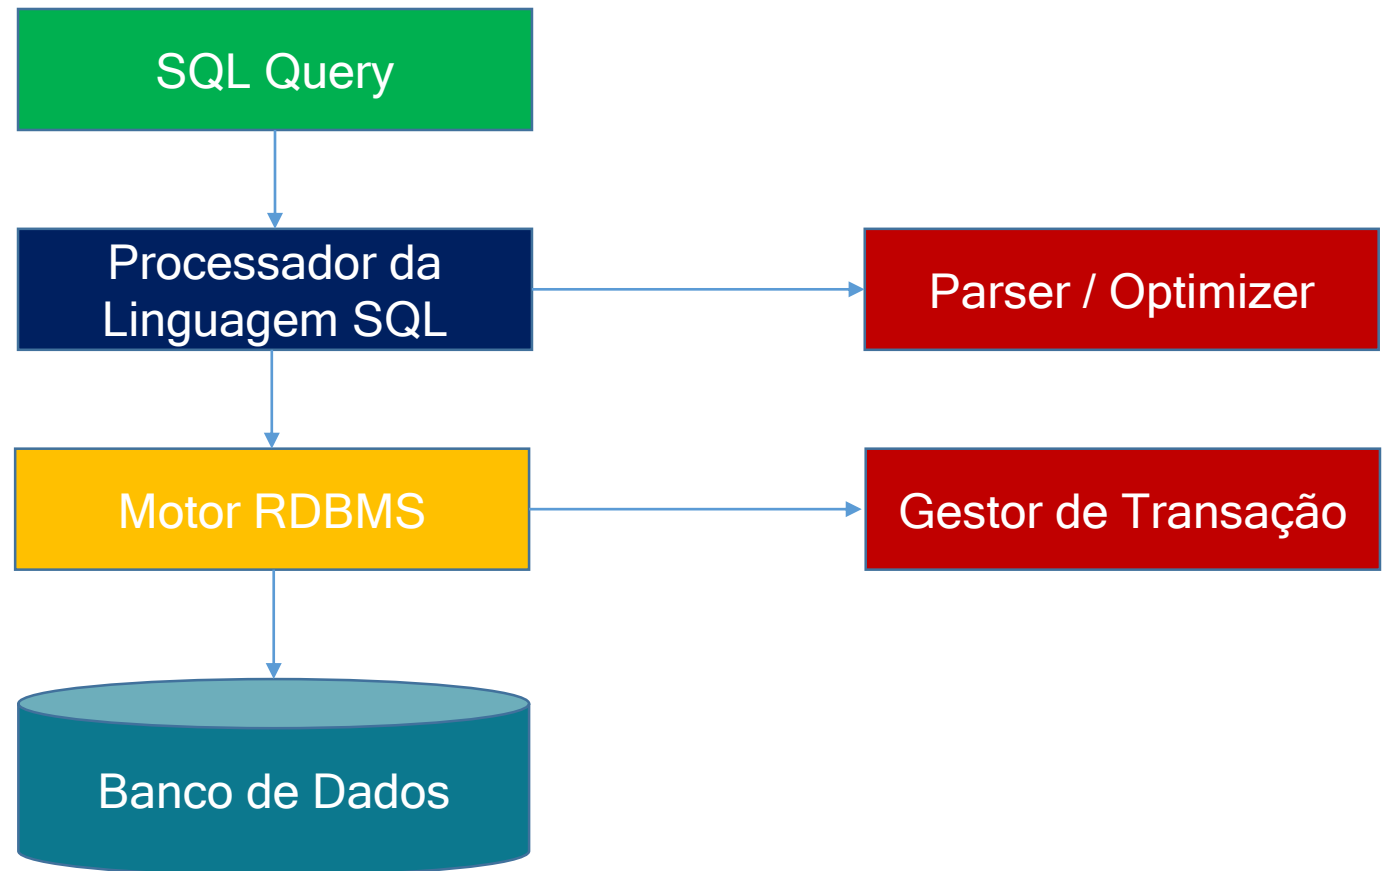 SQL Query
Processador da
Linguagem SQL
Parser / Optimizer
Motor RDBMS
Gestor de Transação
Banco de Dados